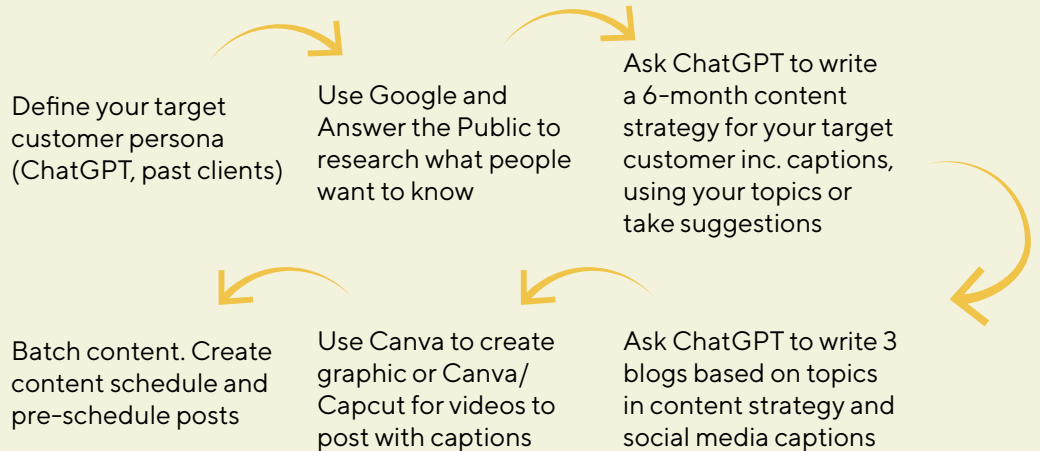 Define your target
customer persona
(ChatGPT, past clients)
Use Google and
Answer the Public to
research what people
want to know
Ask ChatGPT to write
a 6-month content
strategy for your target
customer inc. captions,
using your topics or
take suggestions
Ask ChatGPT to write 3
blogs based on topics
in content strategy and
social media captions
Use Canva to create
graphic or Canva/
Capcut for videos to
post with captions
Batch content. Create
content schedule and
pre-schedule posts